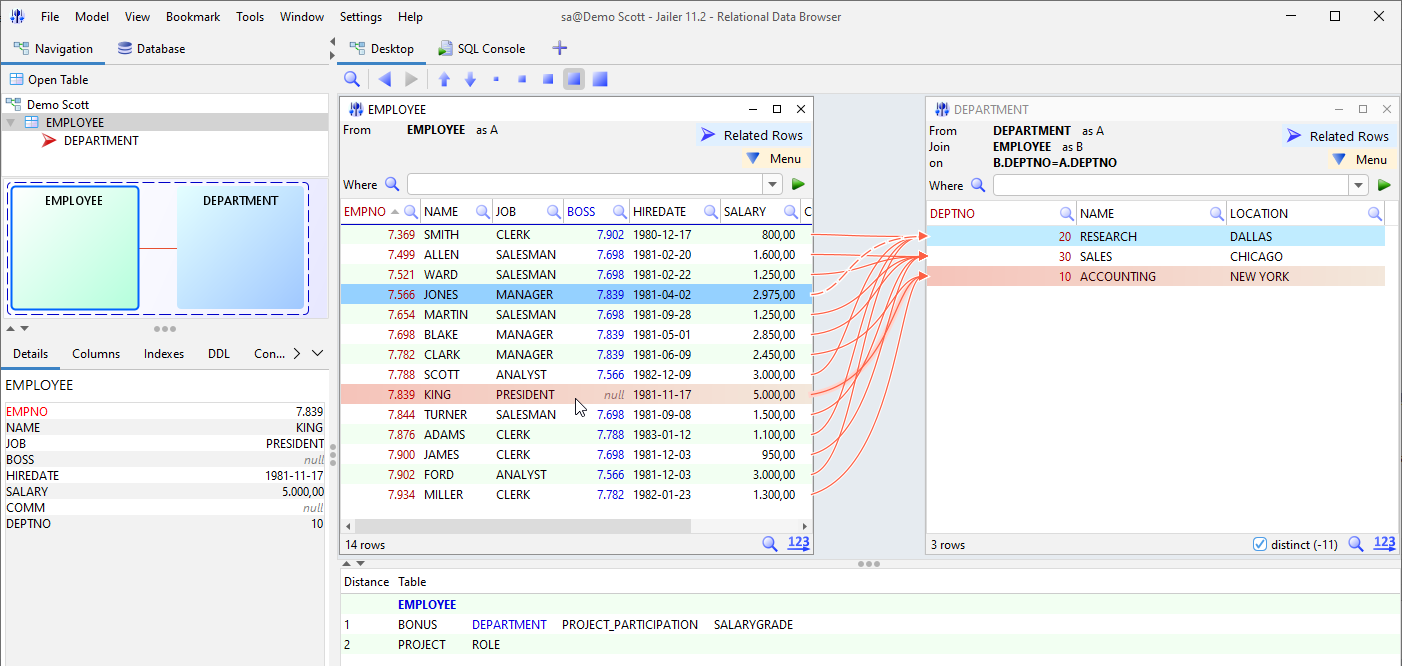 File Model View Bookmark Tools Window Settings Help sa@Demo Scott - Jailer 11.2 - Relational Data Browser
Navigation Database Desktop SQL Console
Open Table
Demo Scott
EMPLOYEE
DEPARTMENT
EMPLOYEE DEPARTMENT
Details Columns Indexes DDL Con...
EMPLOYEE
EMPNO 7.839
NAME KING
JOB PRESIDENT
BOSS null
HIREDATE 1981-11-17
SALARY 5.000,00
COMM null
DEPTNO 10
EMPLOYEE
From EMPLOYEE as A
Related Rows
Menu
Where
EMPNO NAME JOB BOSS HIREDATE SALARY C
7.369 SMITH CLERK 7.902 1980-12-17 800,00
7.499 ALLEN SALESMAN 7.698 1981-02-20 1.600,00
7.521 WARD SALESMAN 7.698 1981-02-22 1.250,00
7.566 JONES MANAGER 7.839 1981-04-02 2.975,00
7.654 MARTIN SALESMAN 7.698 1981-09-28 1.250,00
7.698 BLAKE MANAGER 7.839 1981-05-01 2.850,00
7.782 CLARK MANAGER 7.839 1981-06-09 2.450,00
7.788 SCOTT ANALYST 7.566 1982-12-09 3.000,00
7.839 KING PRESIDENT null 1981-11-17 5.000,00
7.844 TURNER SALESMAN 7.698 1981-09-08 1.500,00
7.876 ADAMS CLERK 7.788 1983-01-12 1.100,00
7.900 JAMES CLERK 7.698 1981-12-03 950,00
7.902 FORD ANALYST 7.566 1981-12-03 3.000,00
7.934 MILLER CLERK 7.782 1982-01-23 1.300,00
14 rows 123
DEPARTMENT
From DEPARTMENT as A
Join EMPLOYEE as B
on B.DEPTNO=A.DEPTNO
Related Rows
Menu
Where
DEPTNO NAME LOCATION
20 RESEARCH DALLAS
30 SALES CHICAGO
10 ACCOUNTING NEW YORK
3 rows distinct (-11) 123
Distance Table
EMPLOYEE
1 BONUS DEPARTMENT PROJECT_PARTICIPATION SALARYGRADE
2 PROJECT ROLE